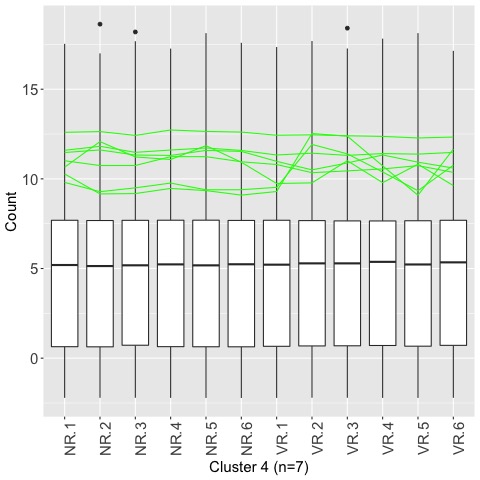 Count
15
10
5
0
NR.1
NR.2
NR.3
NR.4
NR.5
NR.6
VR.1
VR.2
VR.3
VR.4
VR.5
VR.6
Cluster 4 (n=7)